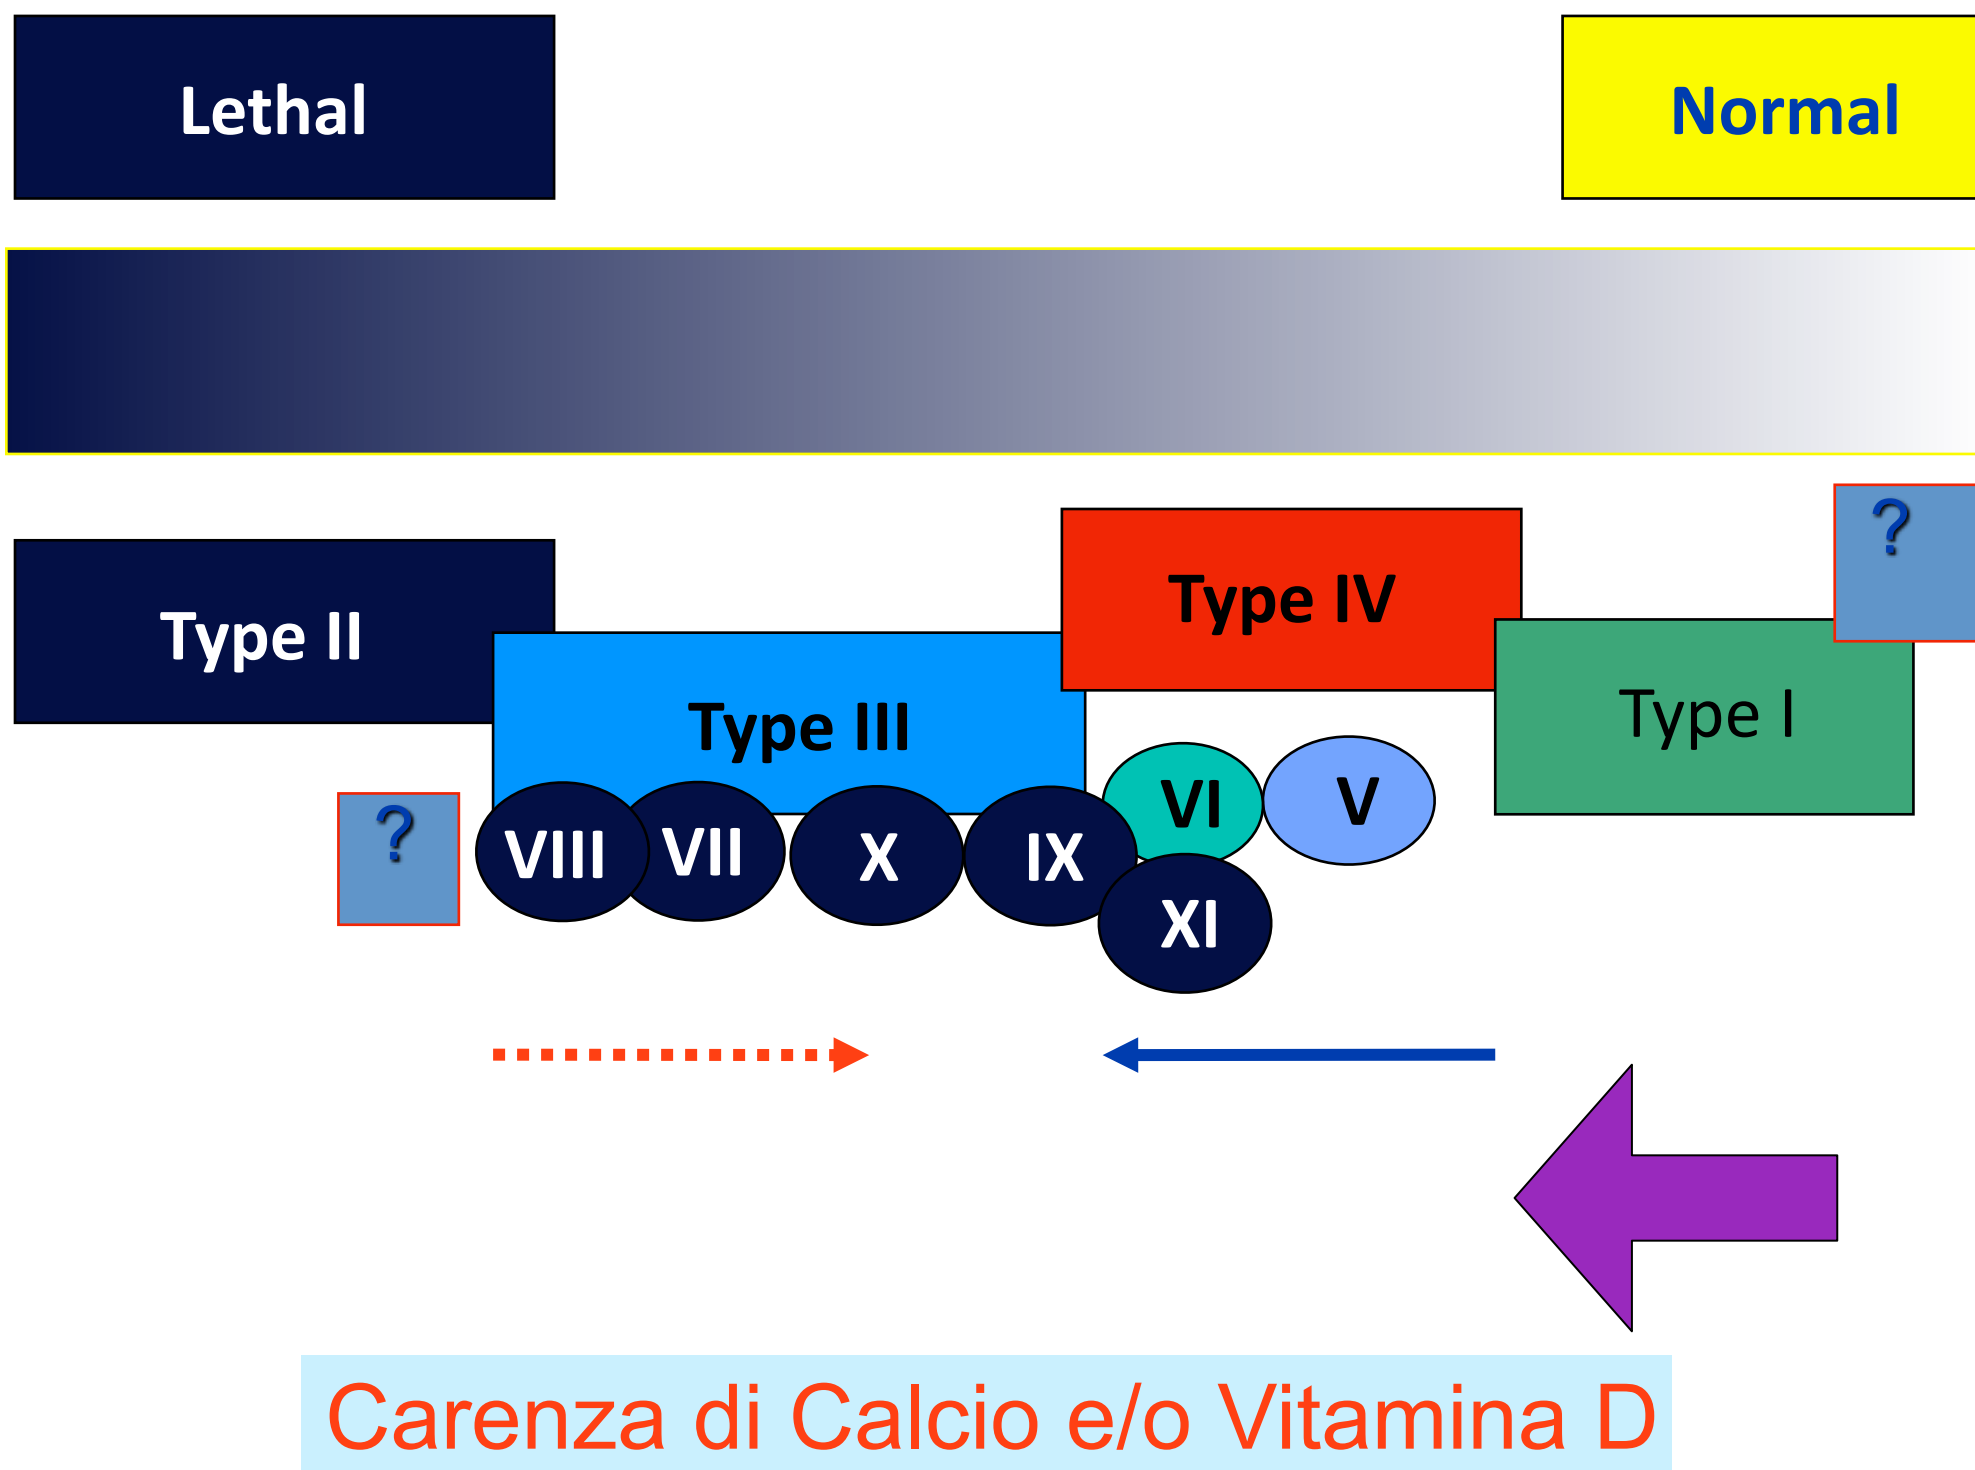 Lethal
Normal
?
Type IV
Type II
Type I
Type III
?
VIII
VII
X
IX
VI
V
XI
Carenza di Calcio e/o Vitamina D